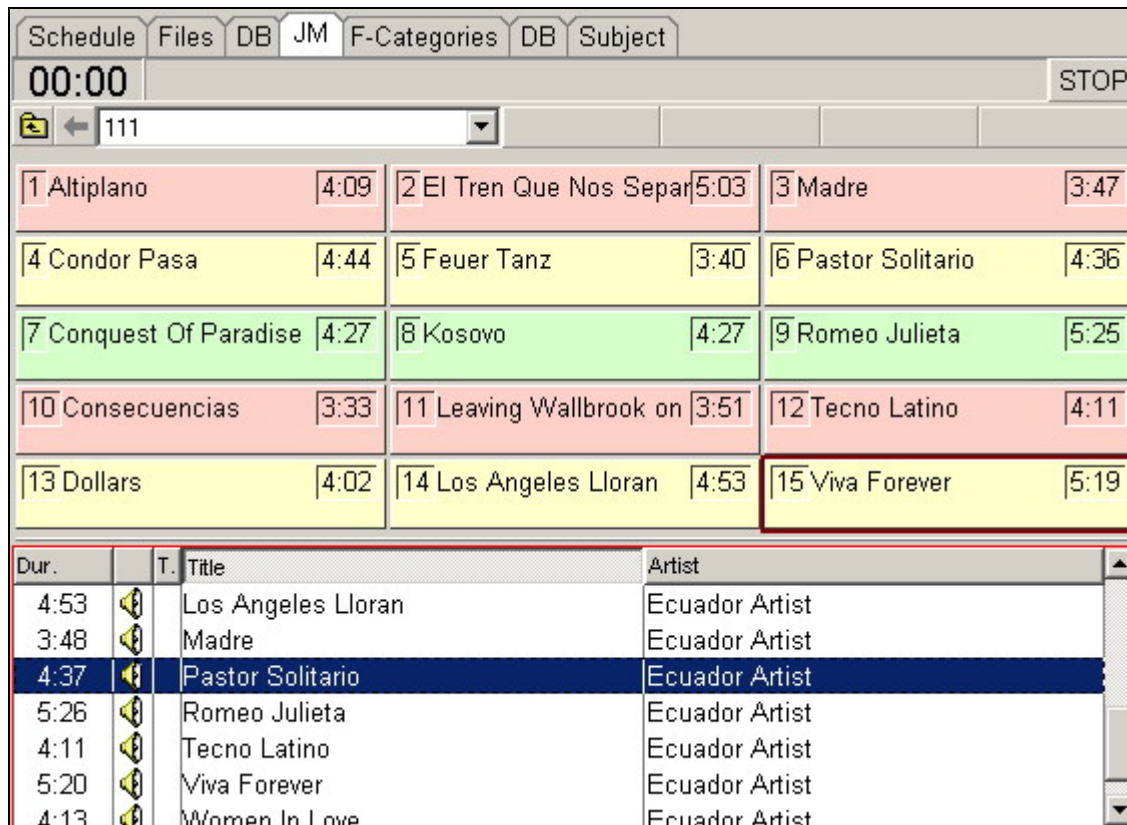 Schedule Files DB JM F-Categories DB Subject
00:00 STOP
111
1 Altiplano 4:09 2 El Tren Que Nos Separ 5:03 3 Madre 3:47
4 Condor Pasa 4:44 5 Feuer Tanz 3:40 6 Pastor Solitario 4:36
7 Conquest Of Paradise 4:27 8 Kosovo 4:27 9 Romeo Julieta 5:25
10 Consecuencias 3:33 11 Leaving Wallbrook on 3:51 12 Tecno Latino 4:11
13 Dollars 4:02 14 Los Angeles Lloran 4:53 15 Viva Forever 5:19
Dur. T. Title Artist
4:53 Los Angeles Lloran Ecuador Artist
3:48 Madre Ecuador Artist
4:37 Pastor Solitario Ecuador Artist
5:26 Romeo Julieta Ecuador Artist
4:11 Tecno Latino Ecuador Artist
5:20 Viva Forever Ecuador Artist
4:13 Women In Love Ecuador Artist